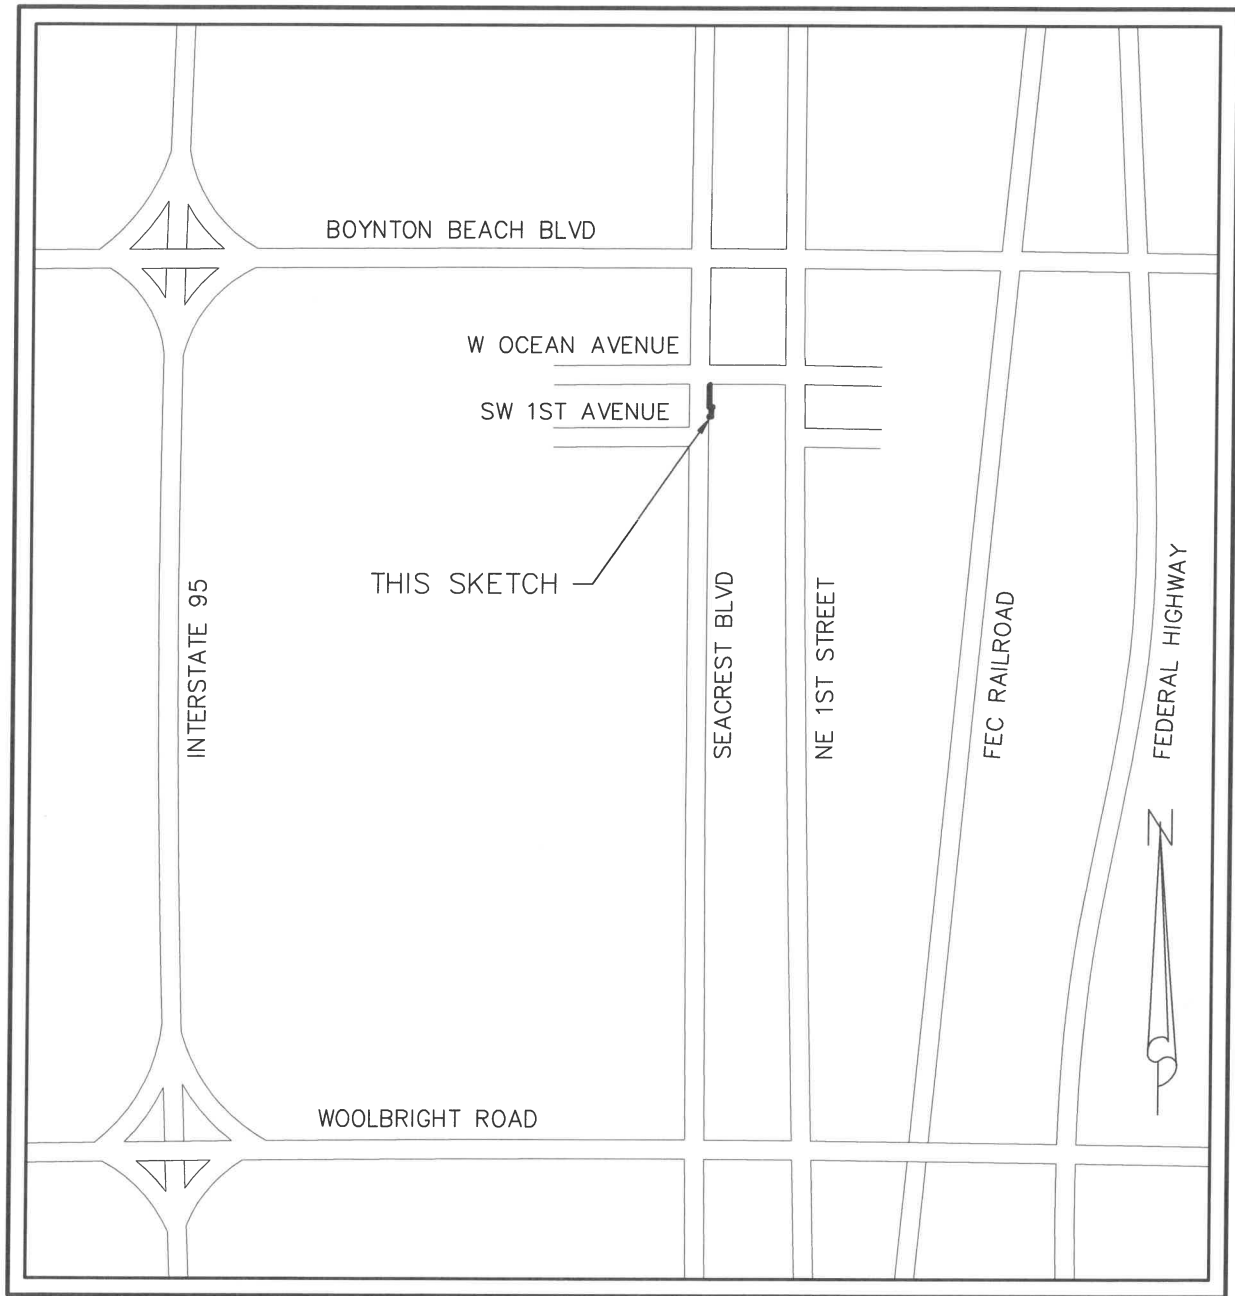 BOYNTON BEACH BLVD
W OCEAN AVENUE
SW 1ST AVENUE
THIS SKETCH
INTERSTATE 95
SEACREST BLVD
NE 1ST STREET
FEC RAILROAD
FEDERAL HIGHWAY
N
WOOLBRIGHT ROAD